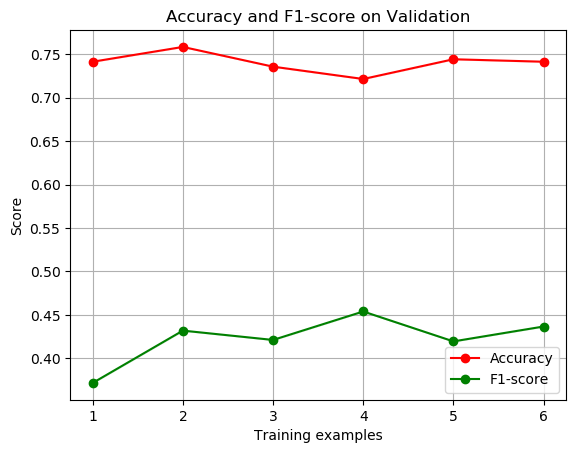 Accuracy and F1-score on Validation
0.75
0.70
0.65
0.60
0.55
0.50
0.45
0.40
Score
Accuracy
F1-score
1 2 3 4 5 6
Training examples